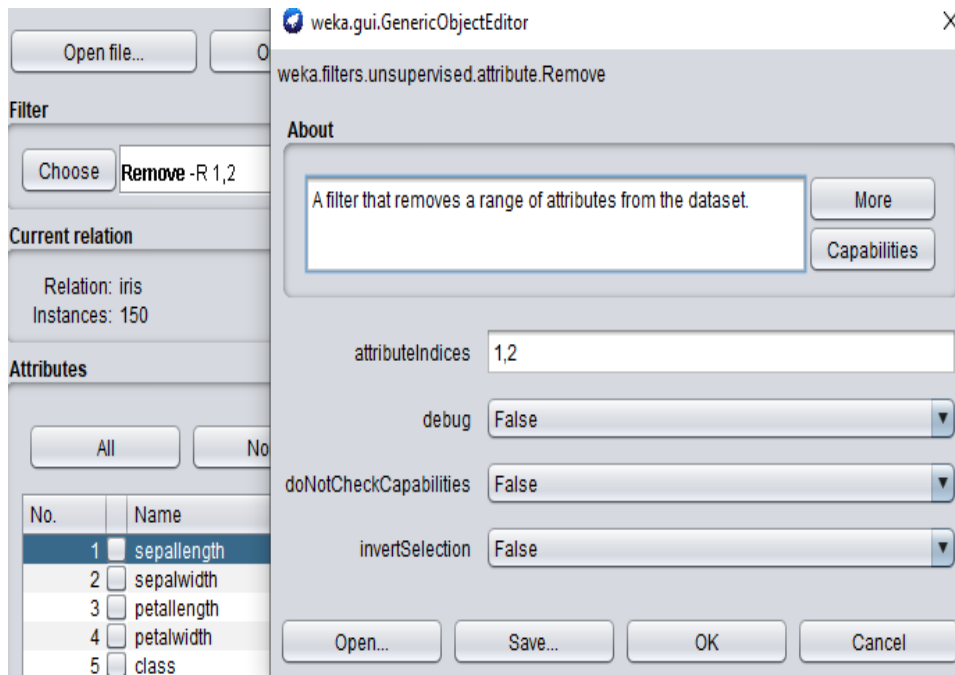 Open file...
O
Filter
Choose
Remove -R 1,2
Current relation
Relation: iris
Instances: 150
Attributes
All
No
No.
Name
1
sepallength
2
sepalwidth
3
petallength
4
petalwidth
5
class
weka.gui.GenericObjectEditor
weka.filters.unsupervised.attribute.Remove
About
A filter that removes a range of attributes from the dataset.
More
Capabilities
attributeIndices
1,2
debug
False
doNotCheckCapabilities
False
invertSelection
False
Open...
Save...
OK
Cancel